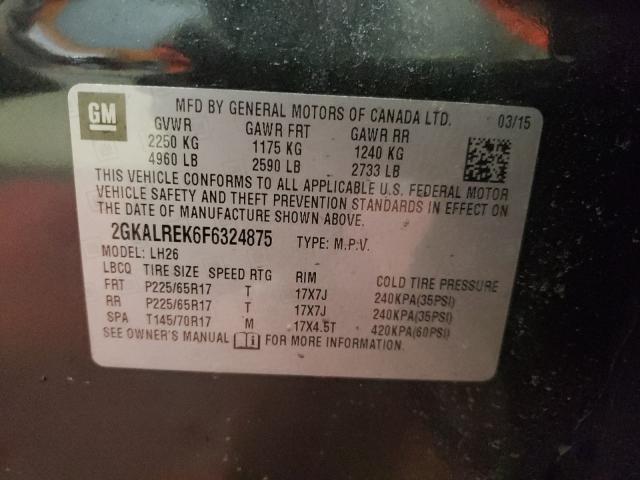 GM
MFD BY GENERAL MOTORS OF CANADA LTD. 03/15
GVWR GAWR FRT GAWR RR
2250 KG 1175 KG 1240 KG
4960 LB 2590 LB 2733 LB
THIS VEHICLE CONFORMS TO ALL APPLICABLE U.S. FEDERAL MOTOR
VEHICLE SAFETY AND THEFT PREVENTION STANDARDS IN EFFECT ON
THE DATE OF MANUFACTURE SHOWN ABOVE.
2GKALREK6F6324875 TYPE: M.P.V.
MODEL: LH26
LBCQ TIRE SIZE SPEED RTG RIM COLD TIRE PRESSURE
FRT P225/65R17 T 17X7J 240KPA(35PSI)
RR P225/65R17 T 17X7J 240KPA(35PSI)
SPA T145/70R17 M 17X4.5T 420KPA(60PSI)
SEE OWNER'S MANUAL i FOR MORE INFORMATION.